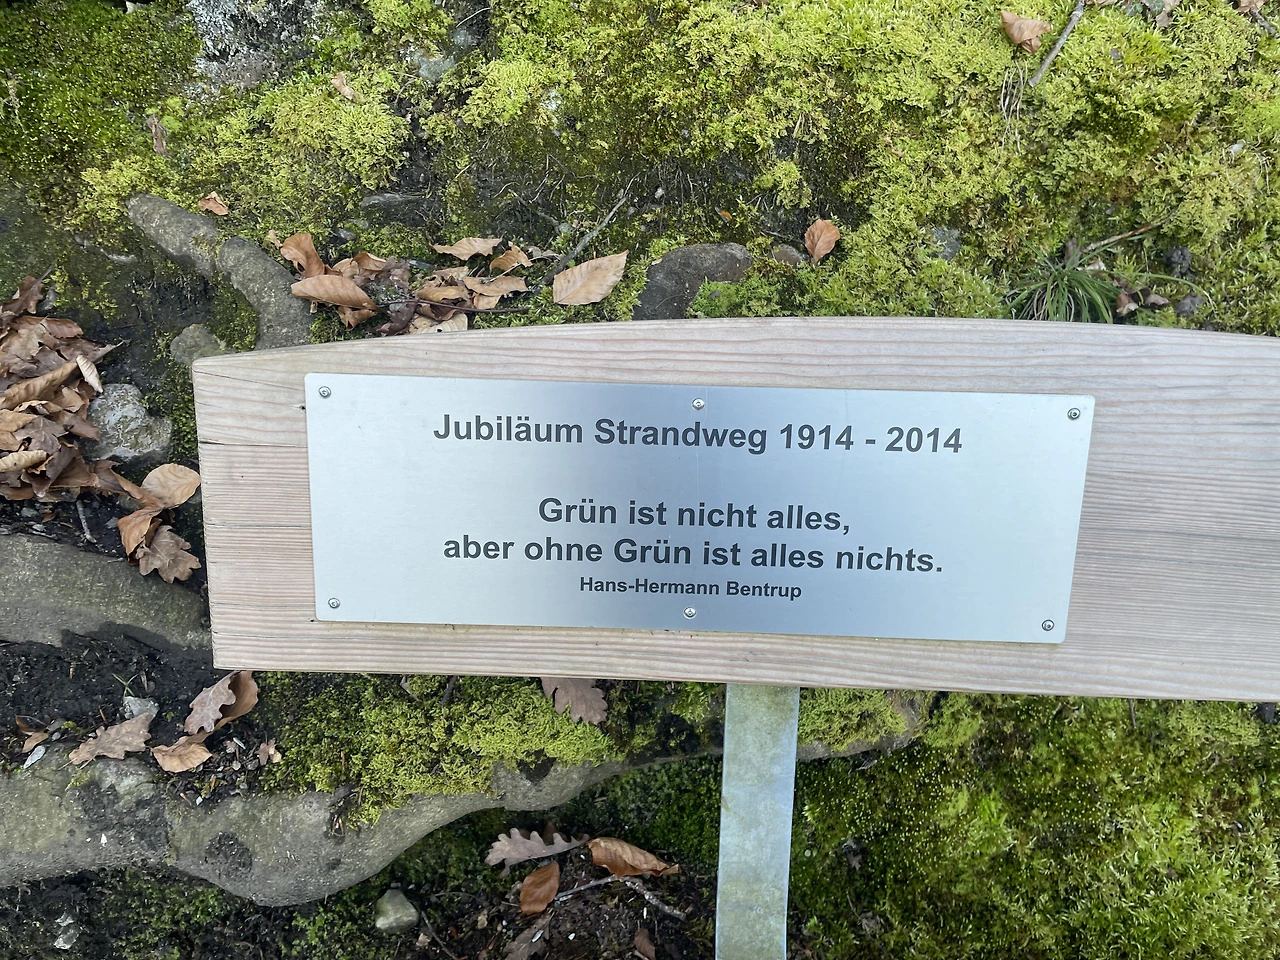 Jubiläum Strandweg 1914 - 2014
Grün ist nicht alles,
aber ohne Grün ist alles nichts.
Hans-Hermann Bentrup